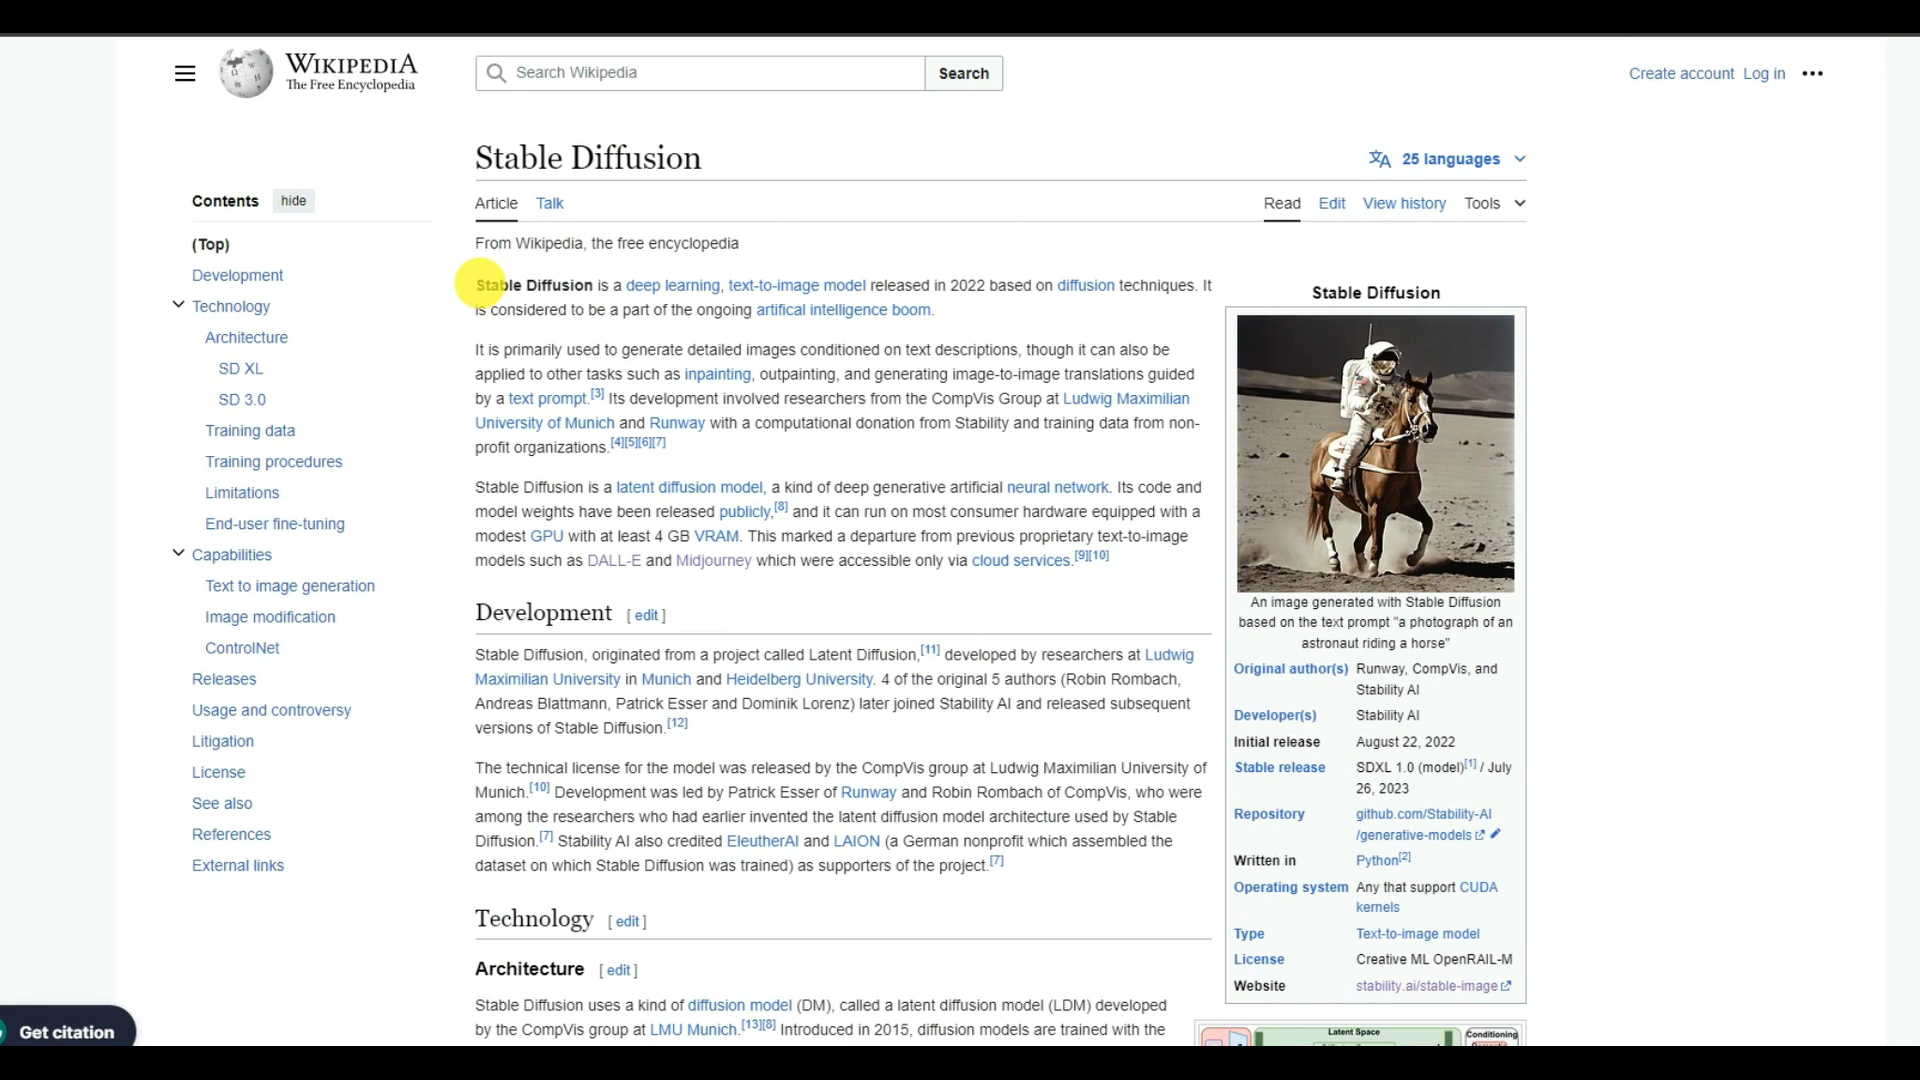 WIKIPEDIA
The Free Encyclopedia
Search Wikipedia
Search
Create account Log in
Stable Diffusion
25 languages
Contents hide
(Top)
Development
Technology
Architecture
SD XL
SD 3.0
Training data
Training procedures
Limitations
End-user fine-tuning
Capabilities
Text to image generation
Image modification
ControlNet
Releases
Usage and controversy
Litigation
License
See also
References
External links
Article Talk
Read Edit View history Tools
From Wikipedia, the free encyclopedia
Stable Diffusion is a deep learning, text-to-image model released in 2022 based on diffusion techniques. It
is considered to be a part of the ongoing artifical intelligence boom.
It is primarily used to generate detailed images conditioned on text descriptions, though it can also be
applied to other tasks such as inpainting, outpainting, and generating image-to-image translations guided
by a text prompt.[3] Its development involved researchers from the CompVis Group at Ludwig Maximilian
University of Munich and Runway with a computational donation from Stability and training data from non-
profit organizations.[4][5][6][7]
Stable Diffusion is a latent diffusion model, a kind of deep generative artificial neural network. Its code and
model weights have been released publicly,[8] and it can run on most consumer hardware equipped with a
modest GPU with at least 4 GB VRAM. This marked a departure from previous proprietary text-to-image
models such as DALL-E and Midjourney which were accessible only via cloud services.[9][10]
Development [ edit ]
Stable Diffusion, originated from a project called Latent Diffusion,[11] developed by researchers at Ludwig
Maximilian University in Munich and Heidelberg University. 4 of the original 5 authors (Robin Rombach,
Andreas Blattmann, Patrick Esser and Dominik Lorenz) later joined Stability AI and released subsequent
versions of Stable Diffusion.[12]
The technical license for the model was released by the CompVis group at Ludwig Maximilian University of
Munich.[10] Development was led by Patrick Esser of Runway and Robin Rombach of CompVis, who were
among the researchers who had earlier invented the latent diffusion model architecture used by Stable
Diffusion.[7] Stability AI also credited EleutherAI and LAION (a German nonprofit which assembled the
dataset on which Stable Diffusion was trained) as supporters of the project.[7]
Technology [ edit ]
Architecture [ edit ]
Stable Diffusion uses a kind of diffusion model (DM), called a latent diffusion model (LDM) developed
by the CompVis group at LMU Munich.[13][8] Introduced in 2015, diffusion models are trained with the
Stable Diffusion
An image generated with Stable Diffusion
based on the text prompt "a photograph of an
astronaut riding a horse"
Original author(s) Runway, CompVis, and
Stability AI
Developer(s) Stability AI
Initial release August 22, 2022
Stable release SDXL 1.0 (model)[1] / July
26, 2023
Repository github.com/Stability-AI
/generative-models
Written in Python[2]
Operating system Any that support CUDA
kernels
Type Text-to-image model
License Creative ML OpenRAIL-M
Website stability.ai/stable-image
Latent Space
Conditioning
Get citation